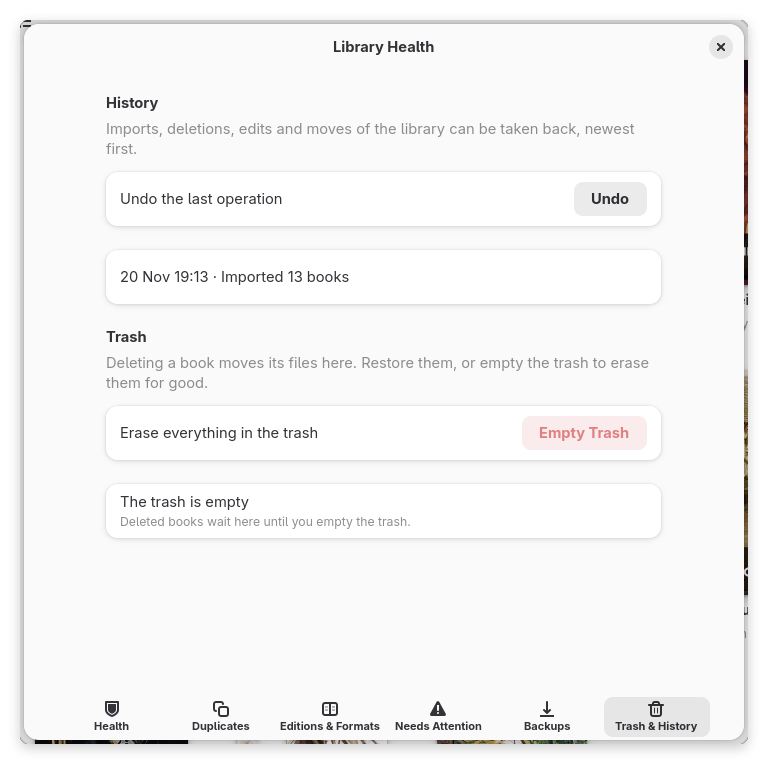 Library Health
History
Imports, deletions, edits and moves of the library can be taken back, newest
first.
Undo the last operation
Undo
20 Nov 19:13 · Imported 13 books
Trash
Deleting a book moves its files here. Restore them, or empty the trash to erase
them for good.
Erase everything in the trash
Empty Trash
The trash is empty
Deleted books wait here until you empty the trash.
Health
Duplicates
Editions & Formats
Needs Attention
Backups
Trash & History